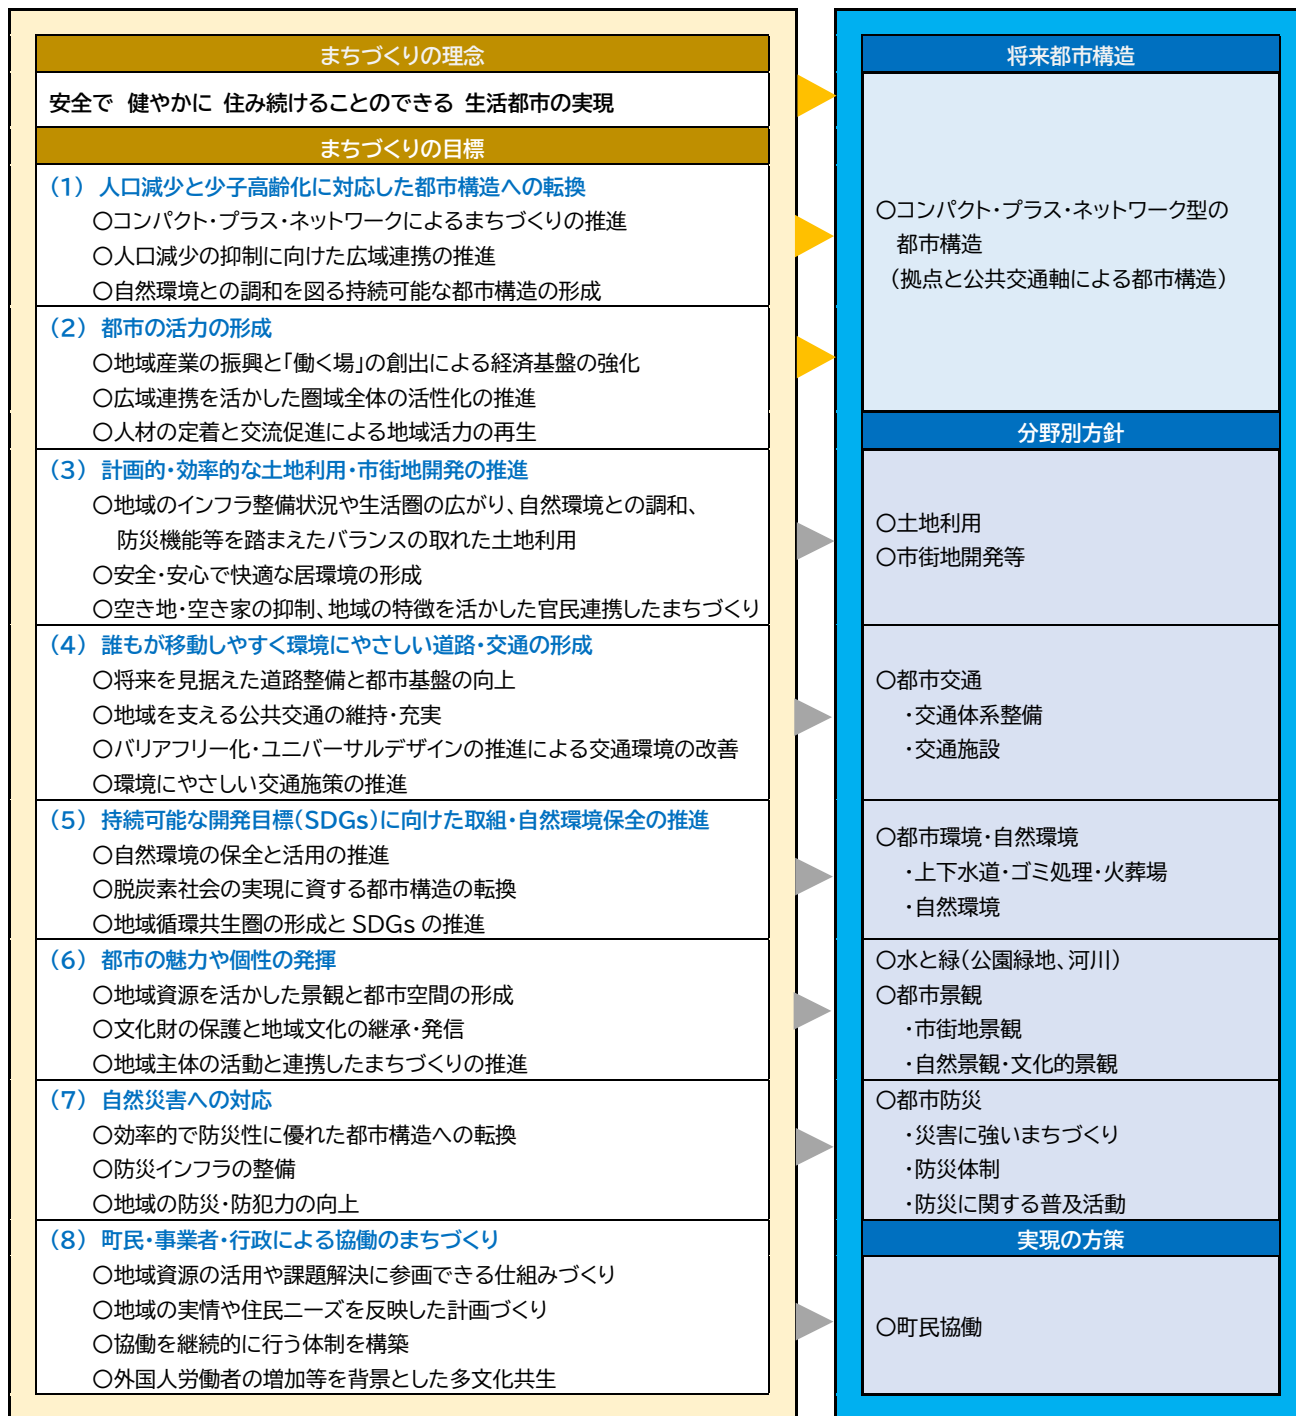 まちづくりの理念
安全で 健やかに 住み続けることのできる 生活都市の実現
まちづくりの目標
（1） 人口減少と少子高齢化に対応した都市構造への転換
〇コンパクト・プラス・ネットワークによるまちづくりの推進
〇人口減少の抑制に向けた広域連携の推進
〇自然環境との調和を図る持続可能な都市構造の形成
（2） 都市の活力の形成
〇地域産業の振興と「働く場」の創出による経済基盤の強化
〇広域連携を活かした圏域全体の活性化の推進
〇人材の定着と交流促進による地域活力の再生
（3） 計画的・効率的な土地利用・市街地開発の推進
〇地域のインフラ整備状況や生活圏の広がり、自然環境との調和、
防災機能等を踏まえたバランスの取れた土地利用
〇安全・安心で快適な居環境の形成
〇空き地・空き家の抑制、地域の特徴を活かした官民連携したまちづくり
（4） 誰もが移動しやすく環境にやさしい道路・交通の形成
〇将来を見据えた道路整備と都市基盤の向上
〇地域を支える公共交通の維持・充実
〇バリアフリー化・ユニバーサルデザインの推進による交通環境の改善
〇環境にやさしい交通施策の推進
（5） 持続可能な開発目標（SDGs）に向けた取組・自然環境保全の推進
〇自然環境の保全と活用の推進
〇脱炭素社会の実現に資する都市構造の転換
〇地域循環共生圏の形成と SDGs の推進
（6） 都市の魅力や個性の発揮
〇地域資源を活かした景観と都市空間の形成
〇文化財の保護と地域文化の継承・発信
〇地域主体の活動と連携したまちづくりの推進
（7） 自然災害への対応
〇効率的で防災性に優れた都市構造への転換
〇防災インフラの整備
〇地域の防災・防犯力の向上
（8） 町民・事業者・行政による協働のまちづくり
〇地域資源の活用や課題解決に参画できる仕組みづくり
〇地域の実情や住民ニーズを反映した計画づくり
〇協働を継続的に行う体制を構築
〇外国人労働者の増加等を背景とした多文化共生
将来都市構造
〇コンパクト・プラス・ネットワーク型の
都市構造
（拠点と公共交通軸による都市構造）
分野別方針
〇土地利用
〇市街地開発等
〇都市交通
・交通体系整備
・交通施設
〇都市環境・自然環境
・上下水道・ゴミ処理・火葬場
・自然環境
〇水と緑（公園緑地、河川）
〇都市景観
・市街地景観
・自然景観・文化的景観
〇都市防災
・災害に強いまちづくり
・防災体制
・防災に関する普及活動
実現の方策
〇町民協働